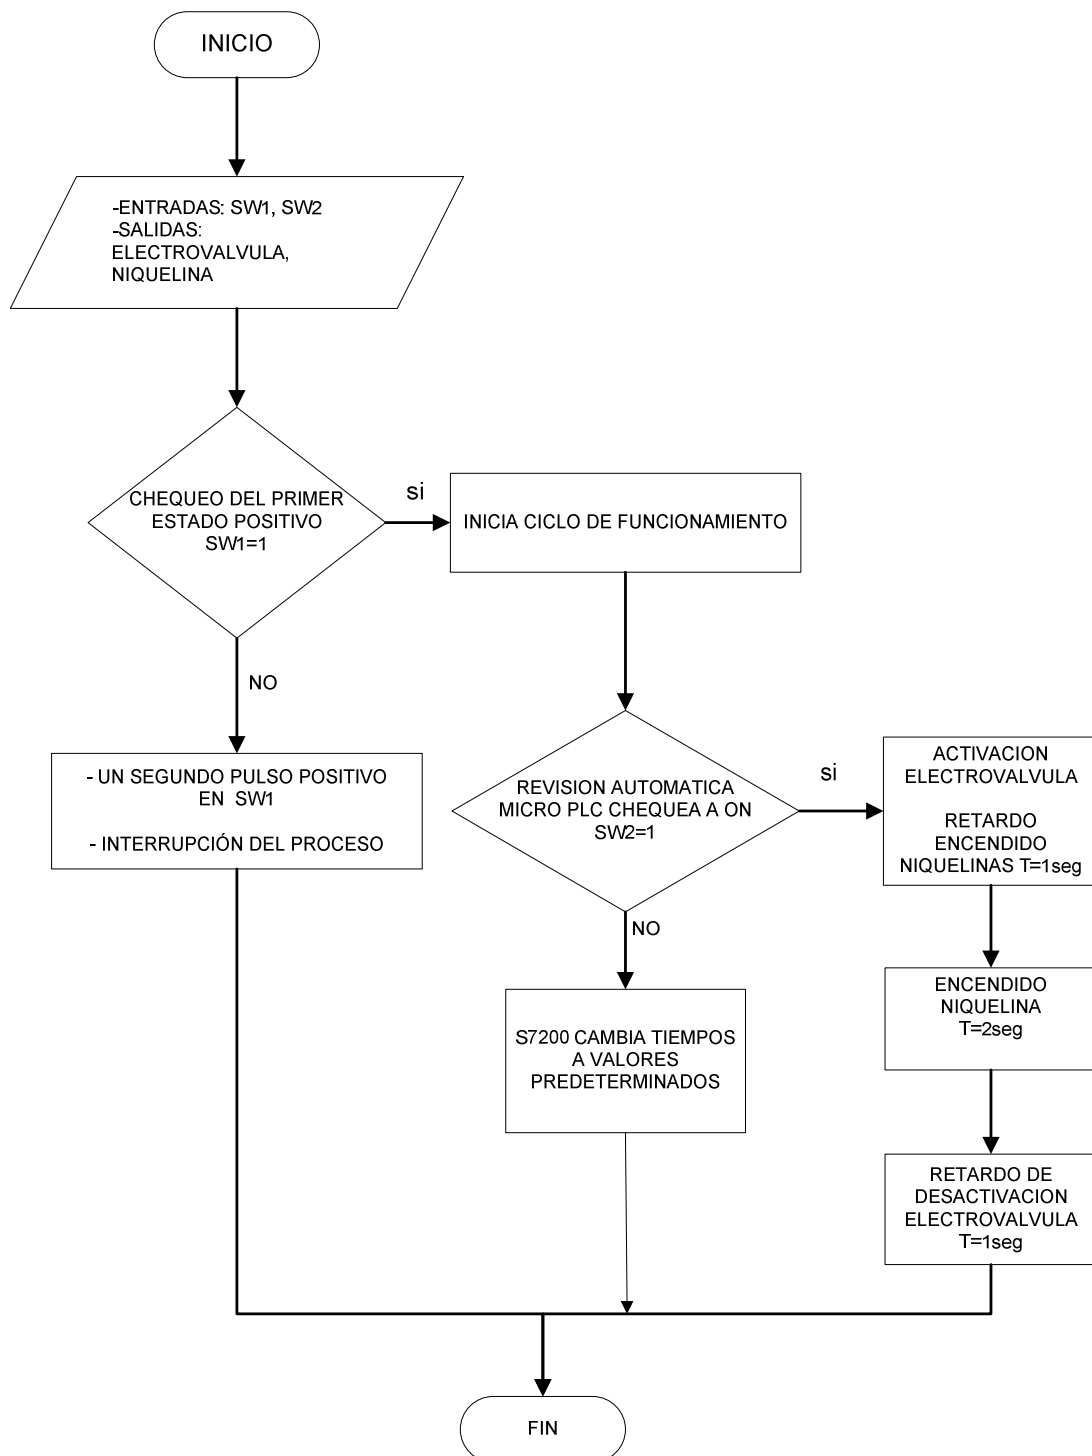 INICIO
-ENTRADAS: SW1, SW2
-SALIDAS:
ELECTROVALVULA,
NIQUELINA
CHEQUEO DEL PRIMER
ESTADO POSITIVO
SW1=1
si
INICIA CICLO DE FUNCIONAMIENTO
NO
- UN SEGUNDO PULSO POSITIVO
EN SW1
- INTERRUPCIÓN DEL PROCESO
REVISION AUTOMATICA
MICRO PLC CHEQUEA A ON
SW2=1
si
ACTIVACION
ELECTROVALVULA
RETARDO
ENCENDIDO
NIQUELINAS T=1seg
NO
S7200 CAMBIA TIEMPOS
A VALORES
PREDETERMINADOS
ENCENDIDO
NIQUELINA
T=2seg
RETARDO DE
DESACTIVACION
ELECTROVALVULA
T=1seg
FIN